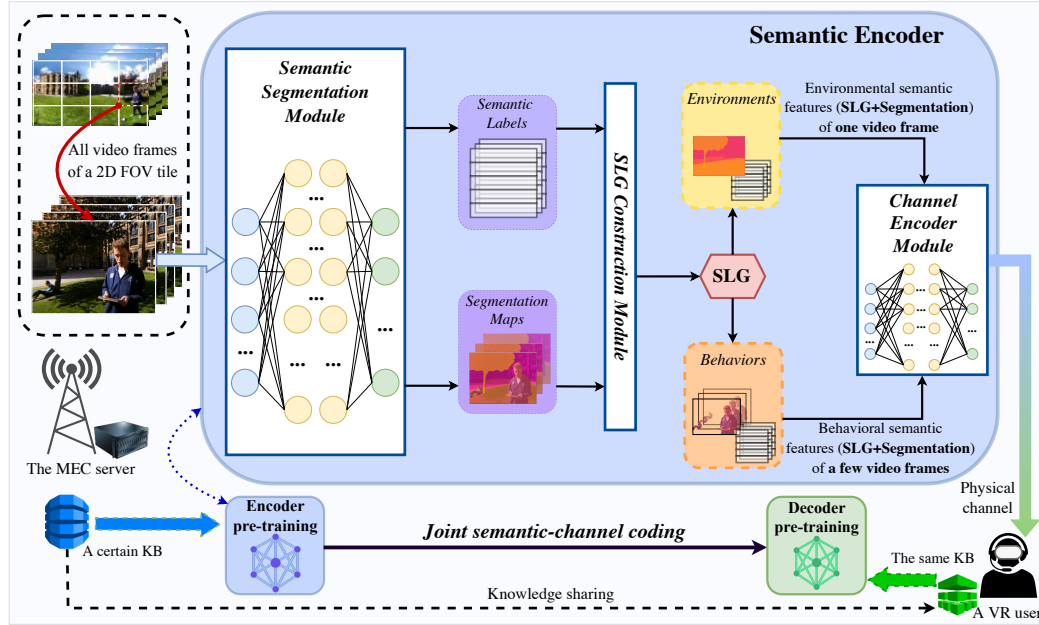 Semantic Encoder
All video frames
of a 2D FOV tile
Semantic
Segmentation
Module
...
...
...
...
...
...
Semantic
Labels
Segmentation
Maps
SLG Construction Module
SLG
Environments
Behaviors
Environmental semantic
features (SLG+Segmentation)
of one video frame
Channel
Encoder
Module
...
...
...
...
...
...
Behavioral semantic
features (SLG+Segmentation)
of a few video frames
The MEC server
Physical
channel
A certain KB
Encoder
pre-training
Joint semantic-channel coding
Decoder
pre-training
The same KB
Knowledge sharing
A VR user